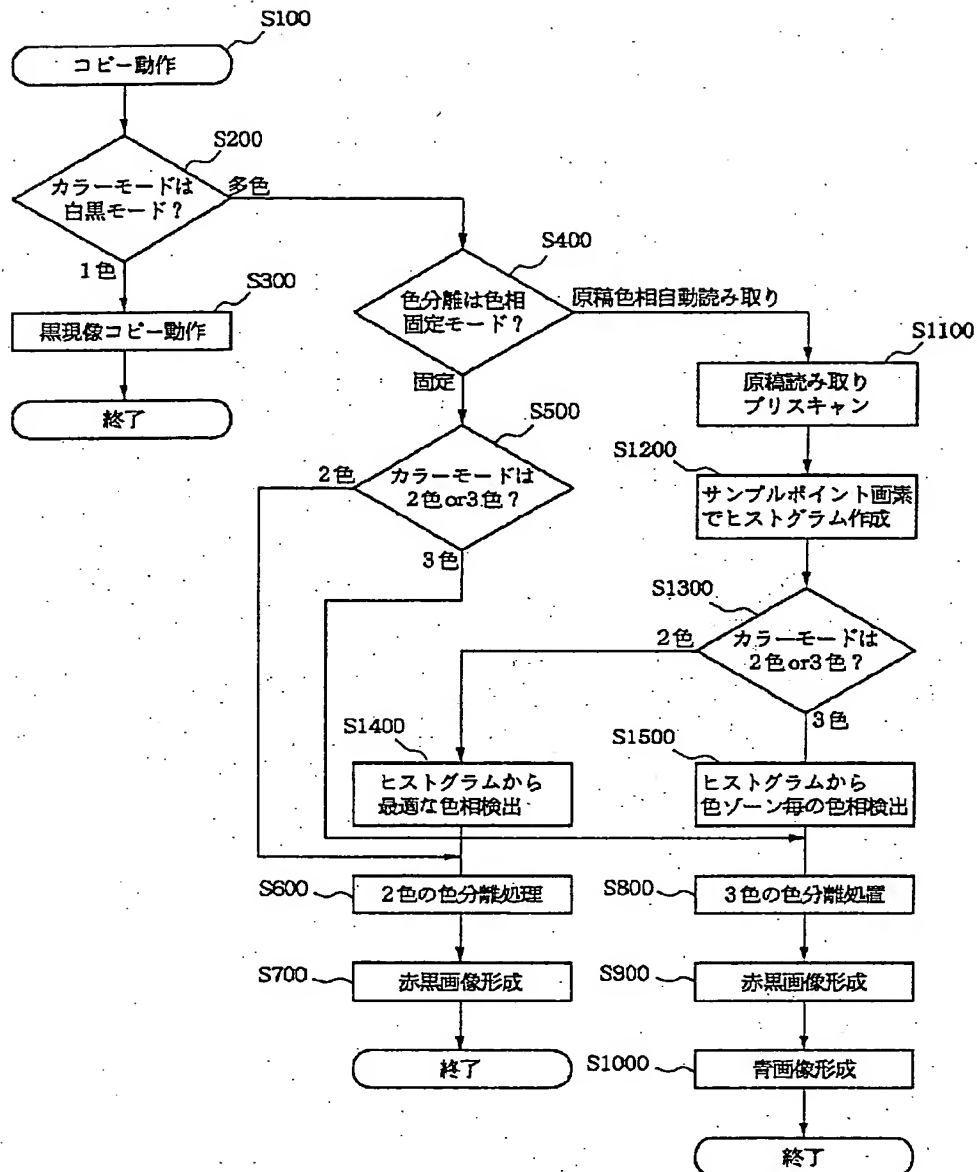 S100
コピー動作
S200
カラーモードは
白黒モード?
多色
1色
S300
黒現像コピー動作
終了
S400
色分離は色相
固定モード?
原稿色相自動読み取り
固定
S1100
原稿読み取り
プリスキャン
S500
カラーモードは
2色or3色?
2色
3色
S1200
サンプルポイント画素
でヒストグラム作成
S1300
カラーモードは
2色or3色?
2色
3色
S1400
ヒストグラムから
最適な色相検出
S1500
ヒストグラムから
色ゾーン毎の色相検出
S600
2色の色分離処理
S800
3色の色分離処置
S700
赤黒画像形成
S900
赤黒画像形成
終了
S1000
青画像形成
終了